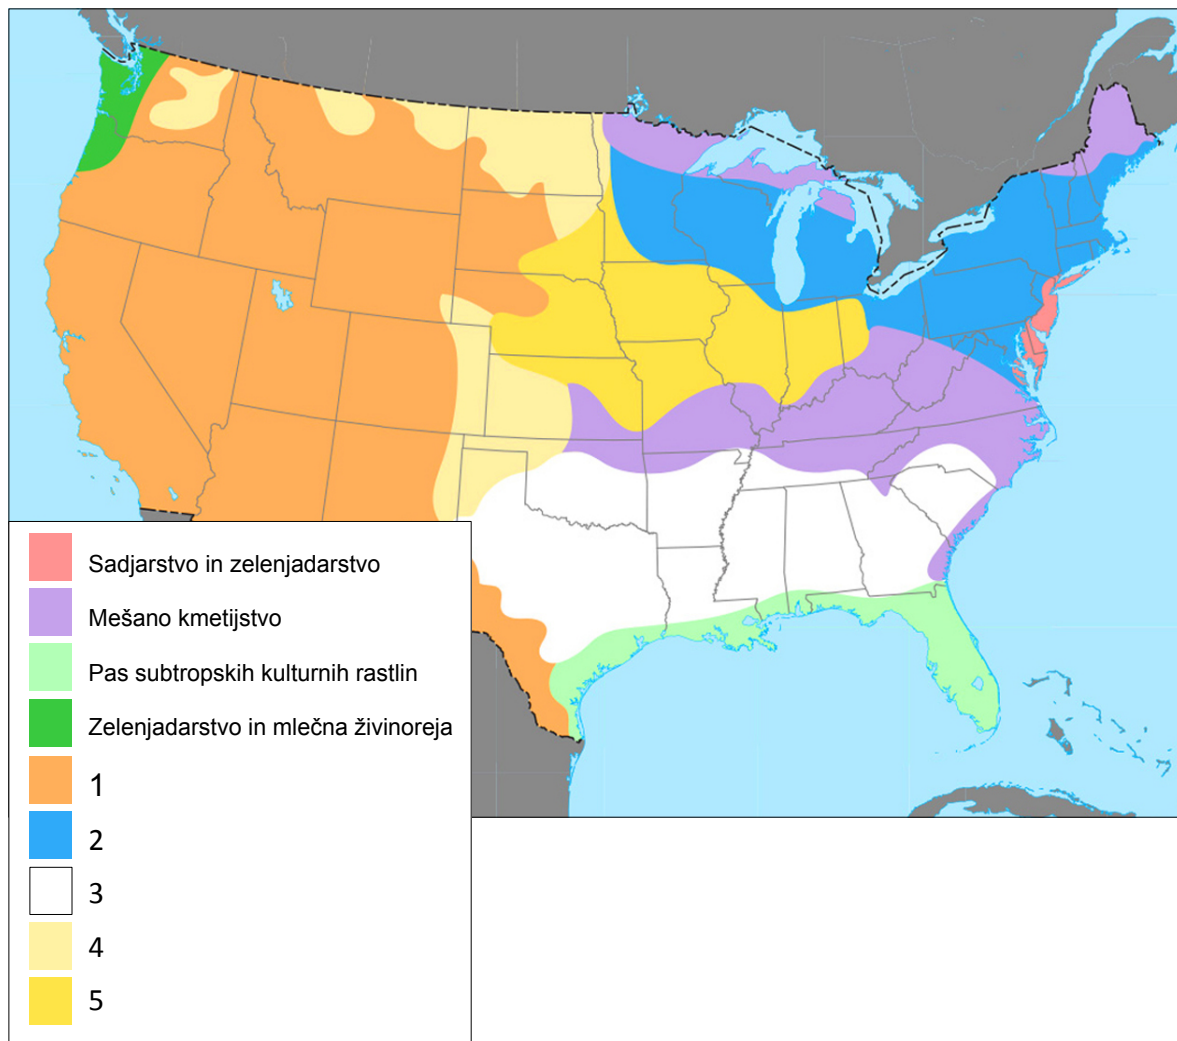 Sadjarstvo in zelenjadarstvo
Mešano kmetijstvo
Pas subtropskih kulturnih rastlin
Zelenjadarstvo in mlečna živinoreja
1
2
3
4
5